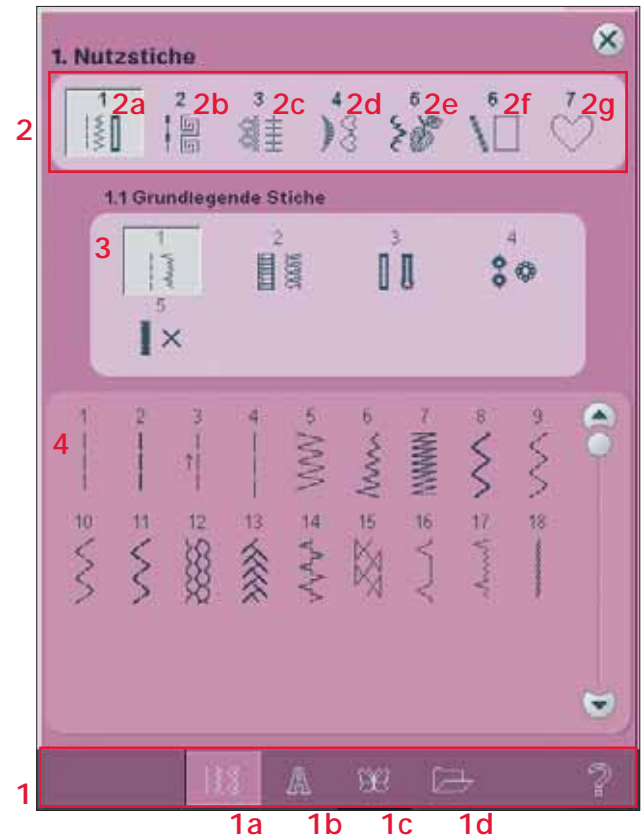 1. Nutzstiche
1 2 3 4 5 6 7
2a 2b 2c 2d 2e 2f 2g
2
1.1 Grundlegende Stiche
3
1 2 3 4
5
1 2 3 4 5 6 7 8 9
4
10 11 12 13 14 15 16 17 18
1
?
1a 1b 1c 1d